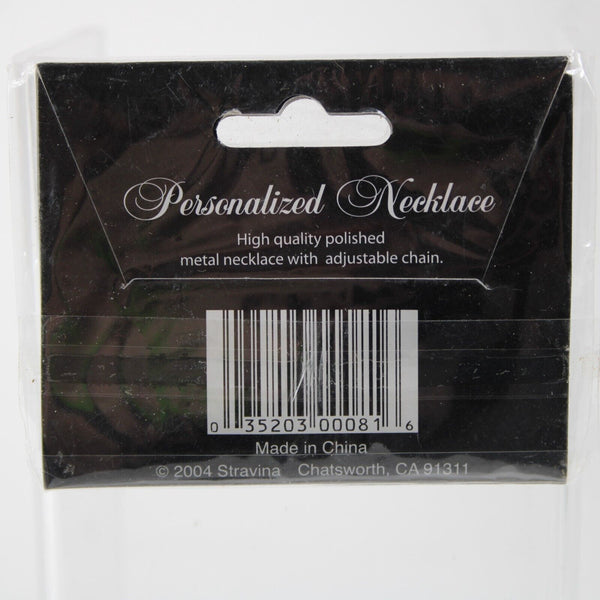 Personalized Necklace
High quality polished
metal necklace with adjustable chain.
0 35203 00081 6
Made in China
© 2004 Stravina Chatsworth, CA 91311